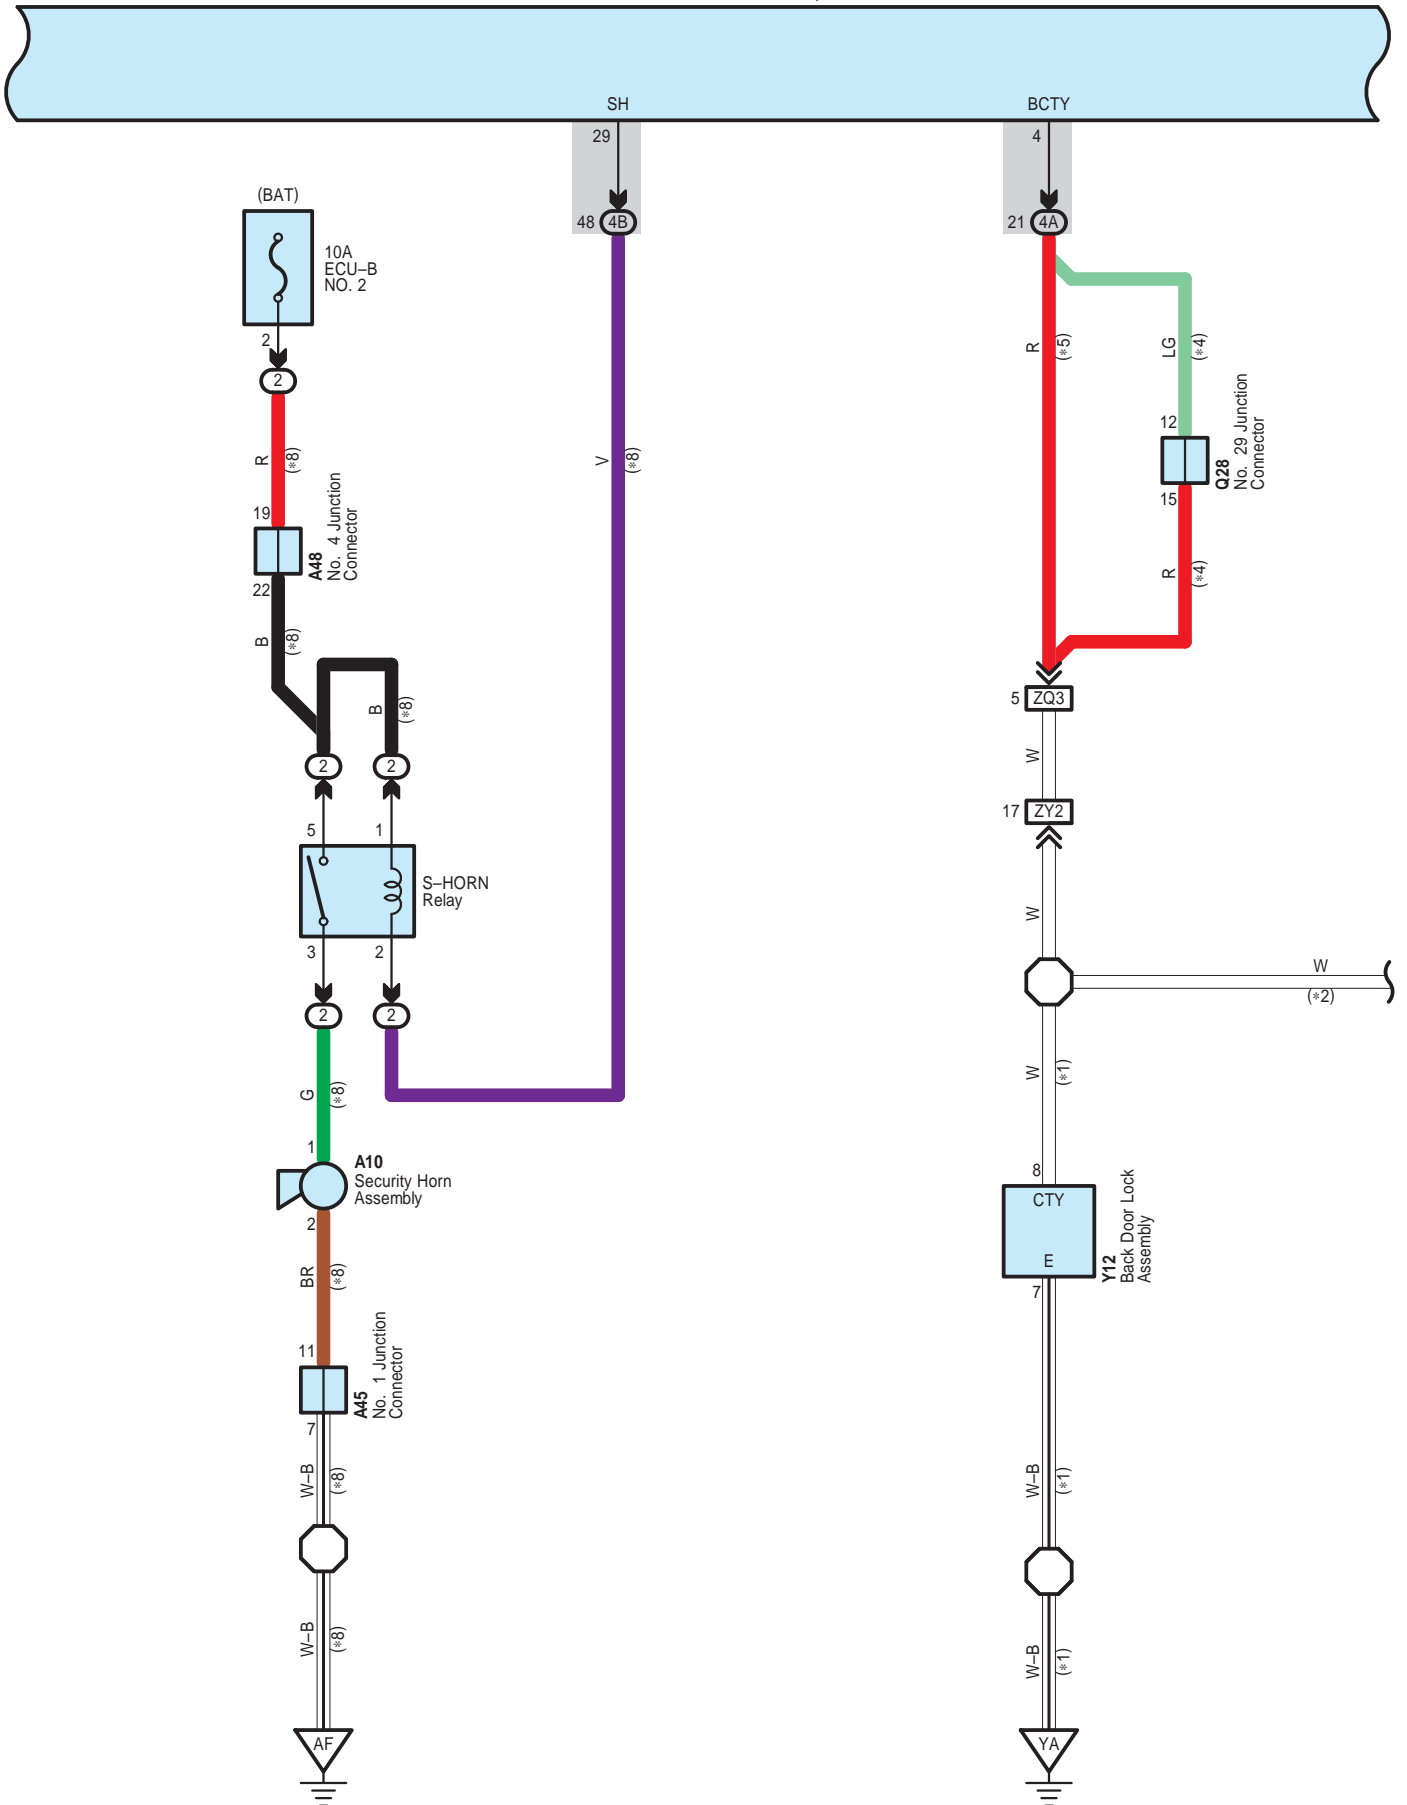 SH
BCTY
29
4
48
4B
21
4A
(BAT)
10A
ECU–B
NO. 2
2
2
R
(∗8)
19
A48
No. 4 Junction
Connector
22
B
(∗8)
B
(∗8)
2
2
5
1
S–HORN
Relay
3
2
2
2
V
(∗8)
G
(∗8)
1
A10
Security Horn
Assembly
2
BR
(∗8)
11
A45
No. 1 Junction
Connector
7
W–B
(∗8)
W–B
(∗8)
AF
R
(∗5)
LG
(∗4)
12
Q28
No. 29 Junction
Connector
15
R
(∗4)
5
ZQ3
W
17
ZY2
W
W
(∗2)
W
(∗1)
8
CTY
E
Y12
Back Door Lock
Assembly
7
W–B
(∗1)
W–B
(∗1)
YA